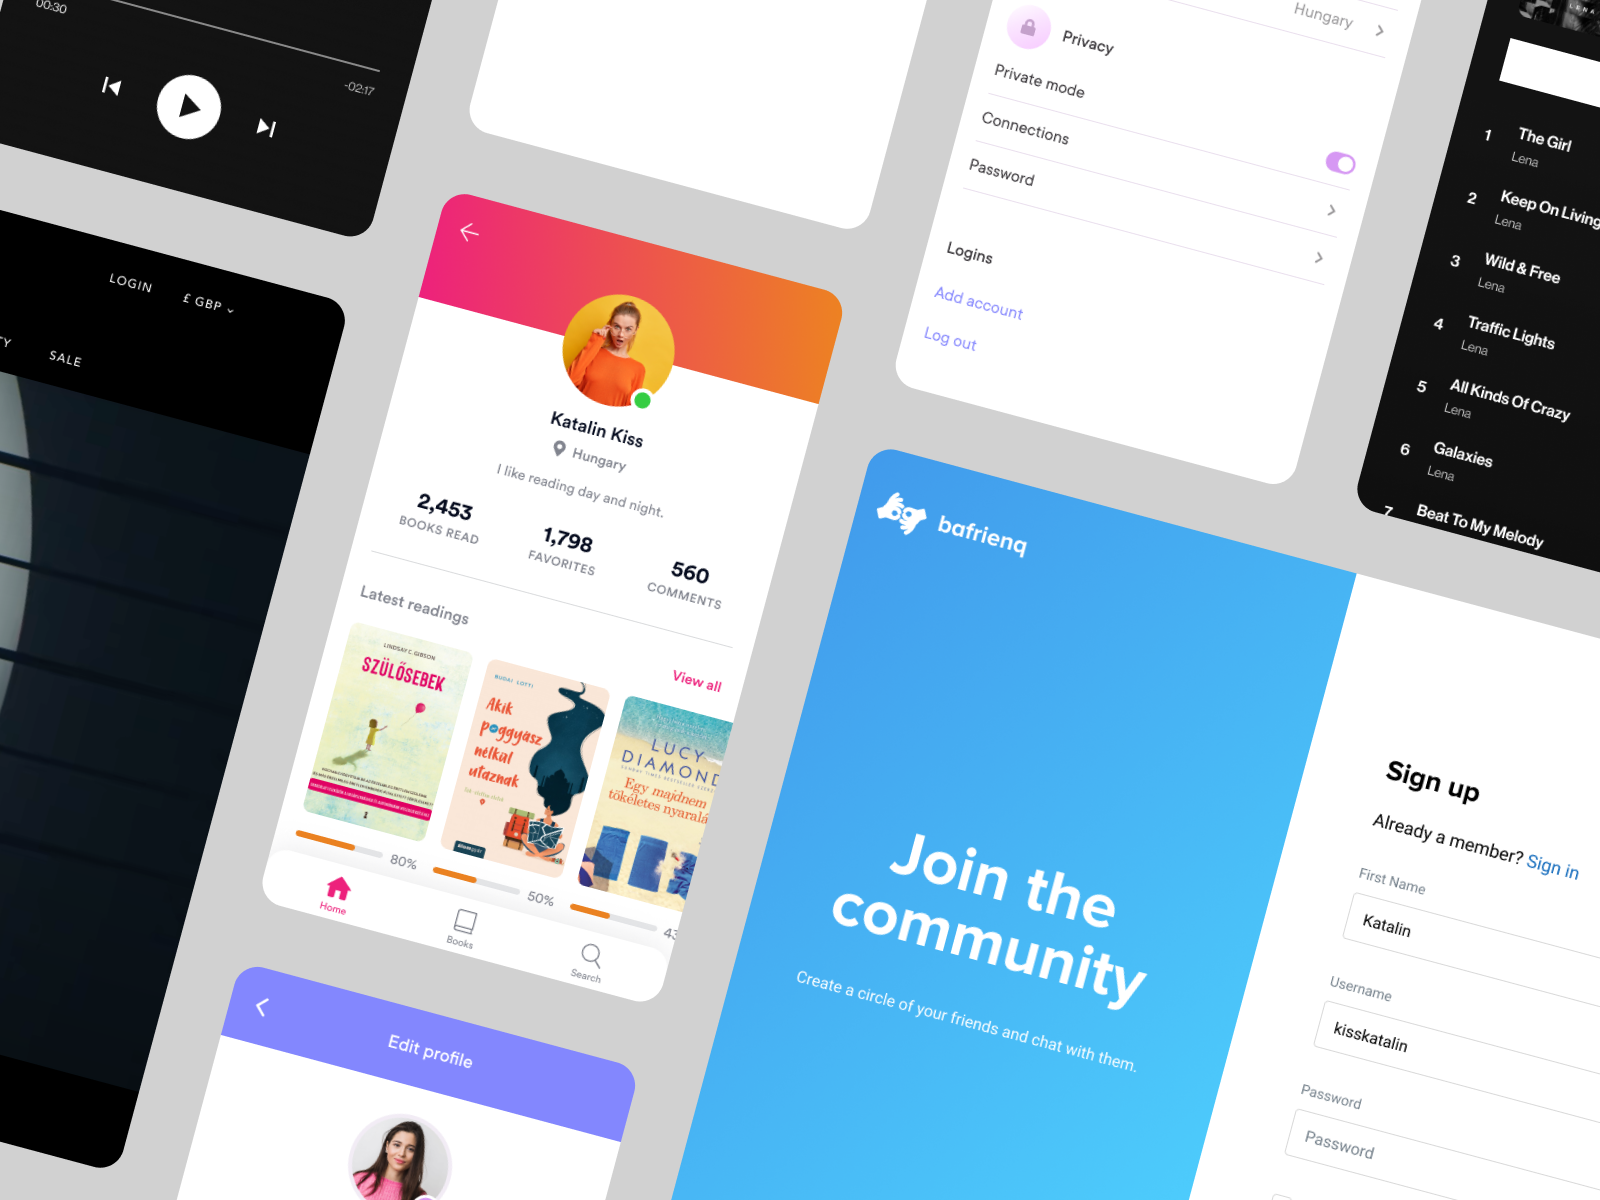 00:30
-02:17
LOGIN
£ GBP
SALE
Katalin Kiss
Hungary
I like reading day and night.
2,453
BOOKS READ
1,798
FAVORITES
560
COMMENTS
Latest readings
View all
LINDSAY C. GIBSON
SZÜLŐSEBEK
BUDAI LOTTI
Akik
poggyász
nélkül
utaznak
LUCY
DIAMOND
Egy majdnem
tökéletes nyaralá
80%
50%
43
Home
Books
Search
Edit profile
Hungary
Privacy
Private mode
Connections
Password
Logins
Add account
Log out
LENA
1
The Girl
Lena
2
Keep On Living
Lena
3
Wild & Free
Lena
4
Traffic Lights
Lena
5
All Kinds Of Crazy
Lena
6
Galaxies
Lena
7
Beat To My Melody
bafrienq
Join the
community
Create a circle of your friends and chat with them.
Sign up
Already a member? Sign in
First Name
Katalin
Username
kisskatalin
Password
Password